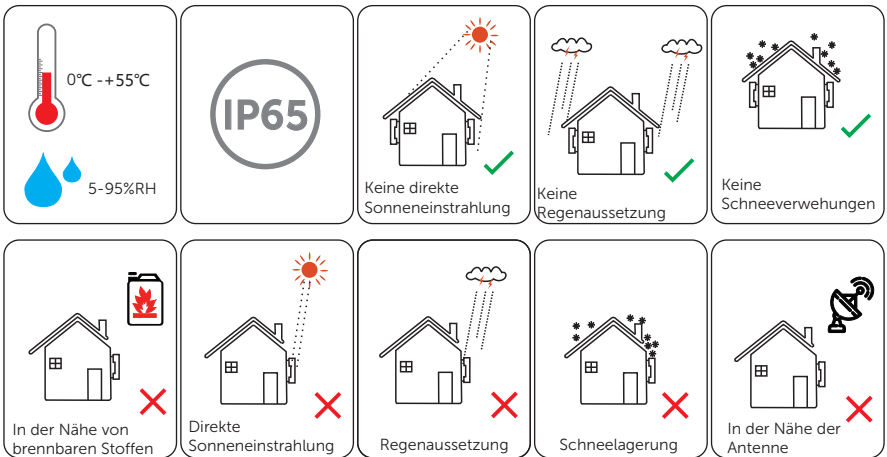 0℃ -+55℃
5-95%RH
IP65
Keine direkte
Sonneneinstrahlung
Keine
Regenaussetzung
Keine
Schneeverwehungen
In der Nähe von
brennbaren Stoffen
Direkte
Sonneneinstrahlung
Regenaussetzung
Schneelagerung
In der Nähe der
Antenne